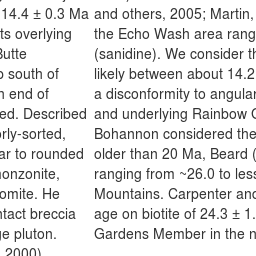 14.4 ± 0.3 Ma
ts overlying
Butte
o south of
n end of
ed. Described
orly-sorted,
ar to rounded
nonzonite,
omite. He
ntact breccia
ge pluton.
2000)
and others, 2005; Martin,
the Echo Wash area rang
(sanidine). We consider th
likely between about 14.2
a disconformity to angular
and underlying Rainbow G
Bohannon considered the
older than 20 Ma, Beard (
ranging from ~26.0 to less
Mountains. Carpenter and
age on biotite of 24.3 ± 1.
Gardens Member in the n